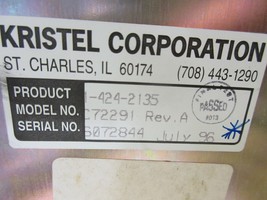 KRISTEL CORPORATION
ST. CHARLES, IL 60174 (708) 443-1290
PRODUCT 1-424-2135
MODEL NO. C72291 Rev. A
SERIAL NO. S072844 July 96
PASSED